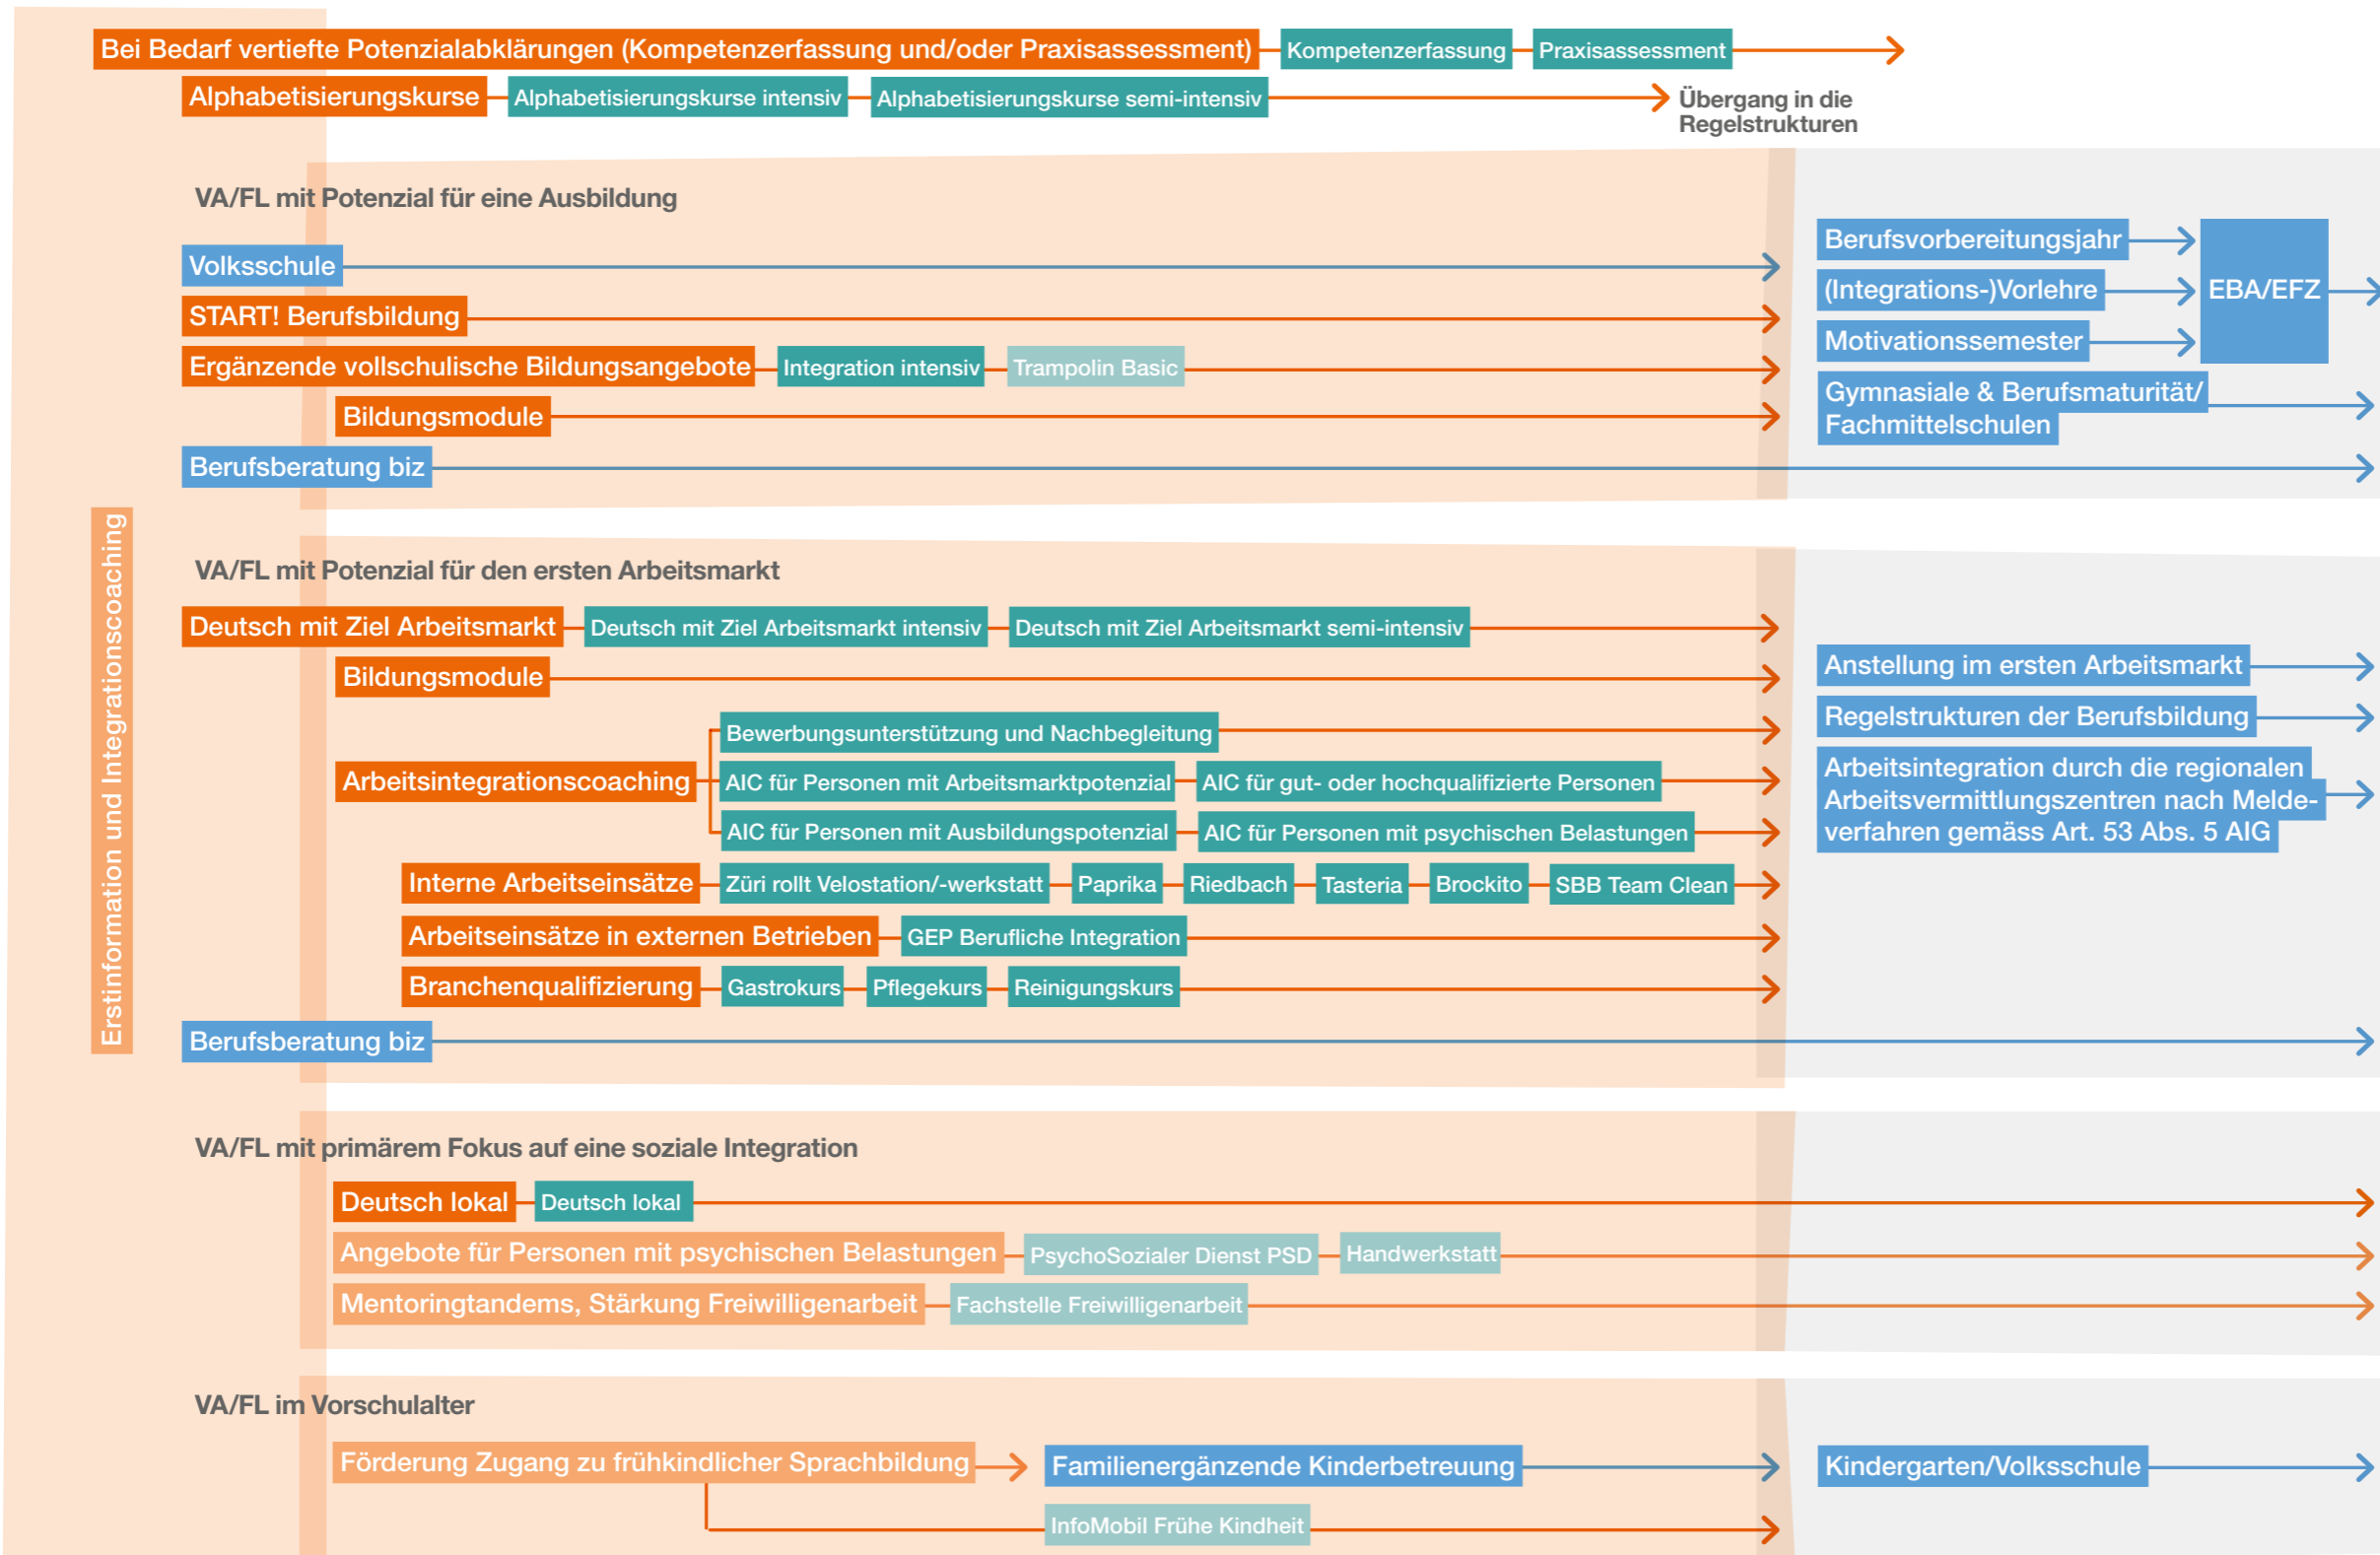 Bei Bedarf vertiefte Potenzialabklärungen (Kompetenzerfassung und/oder Praxisassessment)
Kompetenzerfassung
Praxisassessment
Alphabetisierungskurse
Alphabetisierungskurse intensiv
Alphabetisierungskurse semi-intensiv
Übergang in die
Regelstrukturen
Erstinformation und Integrationscoaching
VA/FL mit Potenzial für eine Ausbildung
Volksschule
START! Berufsbildung
Ergänzende vollschulische Bildungsangebote
Integration intensiv
Trampolin Basic
Bildungsmodule
Berufsberatung biz
Berufsvorbereitungsjahr
(Integrations-)Vorlehre
Motivationssemester
EBA/EFZ
Gymnasiale & Berufsmaturität/
Fachmittelschulen
VA/FL mit Potenzial für den ersten Arbeitsmarkt
Deutsch mit Ziel Arbeitsmarkt
Deutsch mit Ziel Arbeitsmarkt intensiv
Deutsch mit Ziel Arbeitsmarkt semi-intensiv
Bildungsmodule
Arbeitsintegrationscoaching
Bewerbungsunterstützung und Nachbegleitung
AIC für Personen mit Arbeitsmarktpotenzial
AIC für gut- oder hochqualifizierte Personen
AIC für Personen mit Ausbildungspotenzial
AIC für Personen mit psychischen Belastungen
Interne Arbeitseinsätze
Züri rollt Velostation/-werkstatt
Paprika
Riedbach
Tasteria
Brockito
SBB Team Clean
Arbeitseinsätze in externen Betrieben
GEP Berufliche Integration
Branchenqualifizierung
Gastrokurs
Pflegekurs
Reinigungskurs
Berufsberatung biz
Anstellung im ersten Arbeitsmarkt
Regelstrukturen der Berufsbildung
Arbeitsintegration durch die regionalen
Arbeitsvermittlungszentren nach Melde-
verfahren gemäss Art. 53 Abs. 5 AIG
VA/FL mit primärem Fokus auf eine soziale Integration
Deutsch lokal
Deutsch lokal
Angebote für Personen mit psychischen Belastungen
PsychoSozialer Dienst PSD
Handwerkstatt
Mentoringtandems, Stärkung Freiwilligenarbeit
Fachstelle Freiwilligenarbeit
VA/FL im Vorschulalter
Förderung Zugang zu frühkindlicher Sprachbildung
Familienergänzende Kinderbetreuung
Kindergarten/Volksschule
InfoMobil Frühe Kindheit